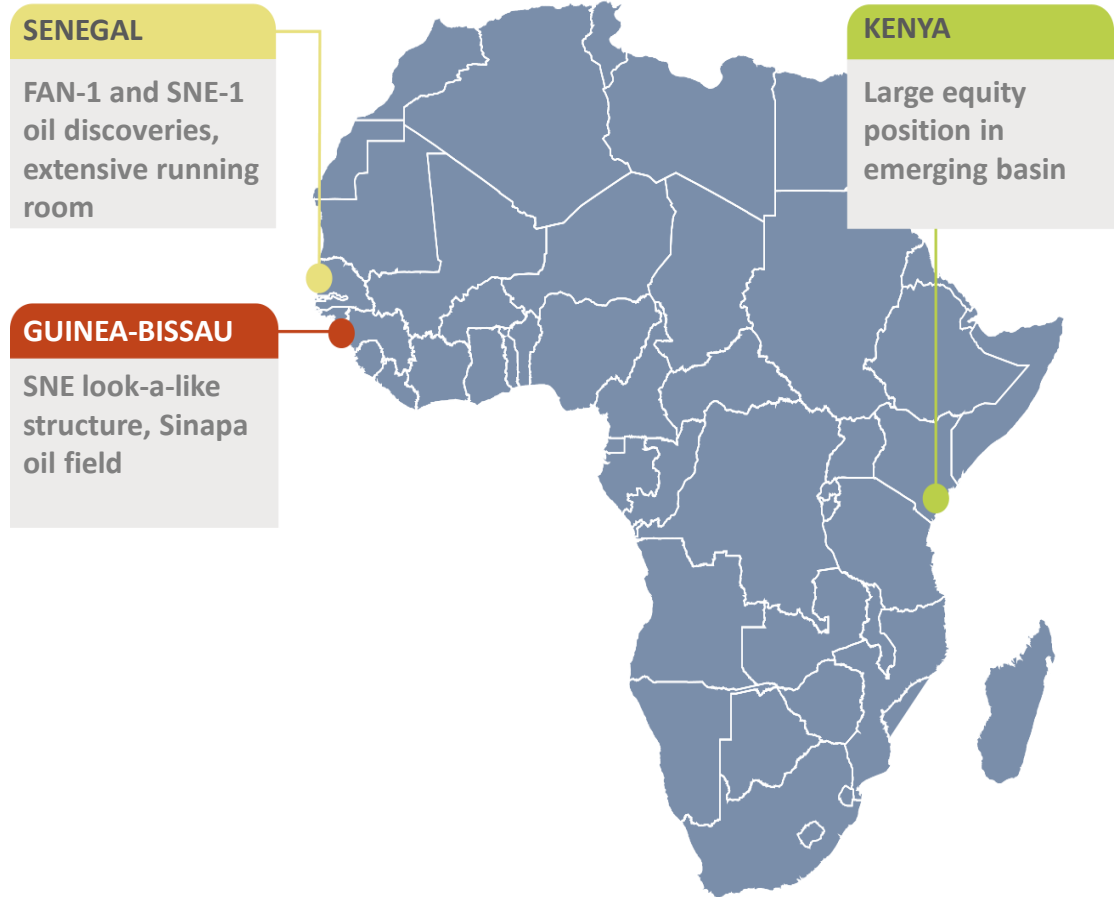 SENEGAL
FAN-1 and SNE-1
oil discoveries,
extensive running
room
GUINEA-BISSAU
SNE look-a-like
structure, Sinapa
oil field
KENYA
Large equity
position in
emerging basin